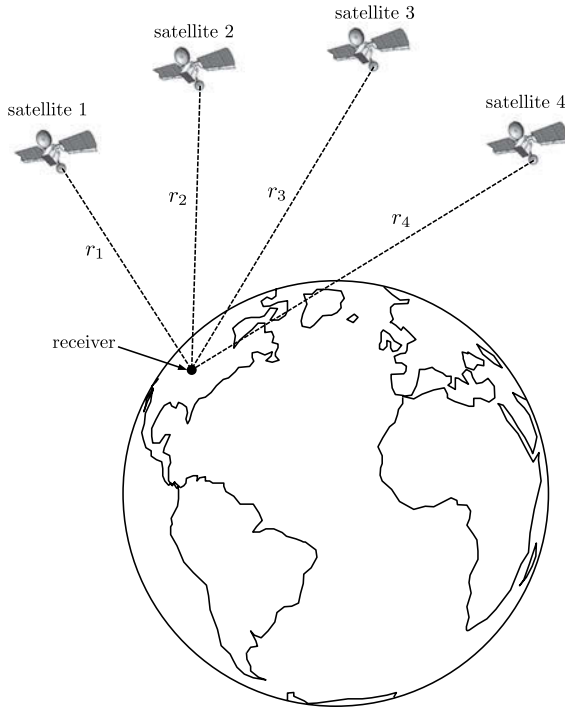 satellite 3
satellite 2
satellite 1
satellite 4
r₂
r₃
r₄
r₁
receiver